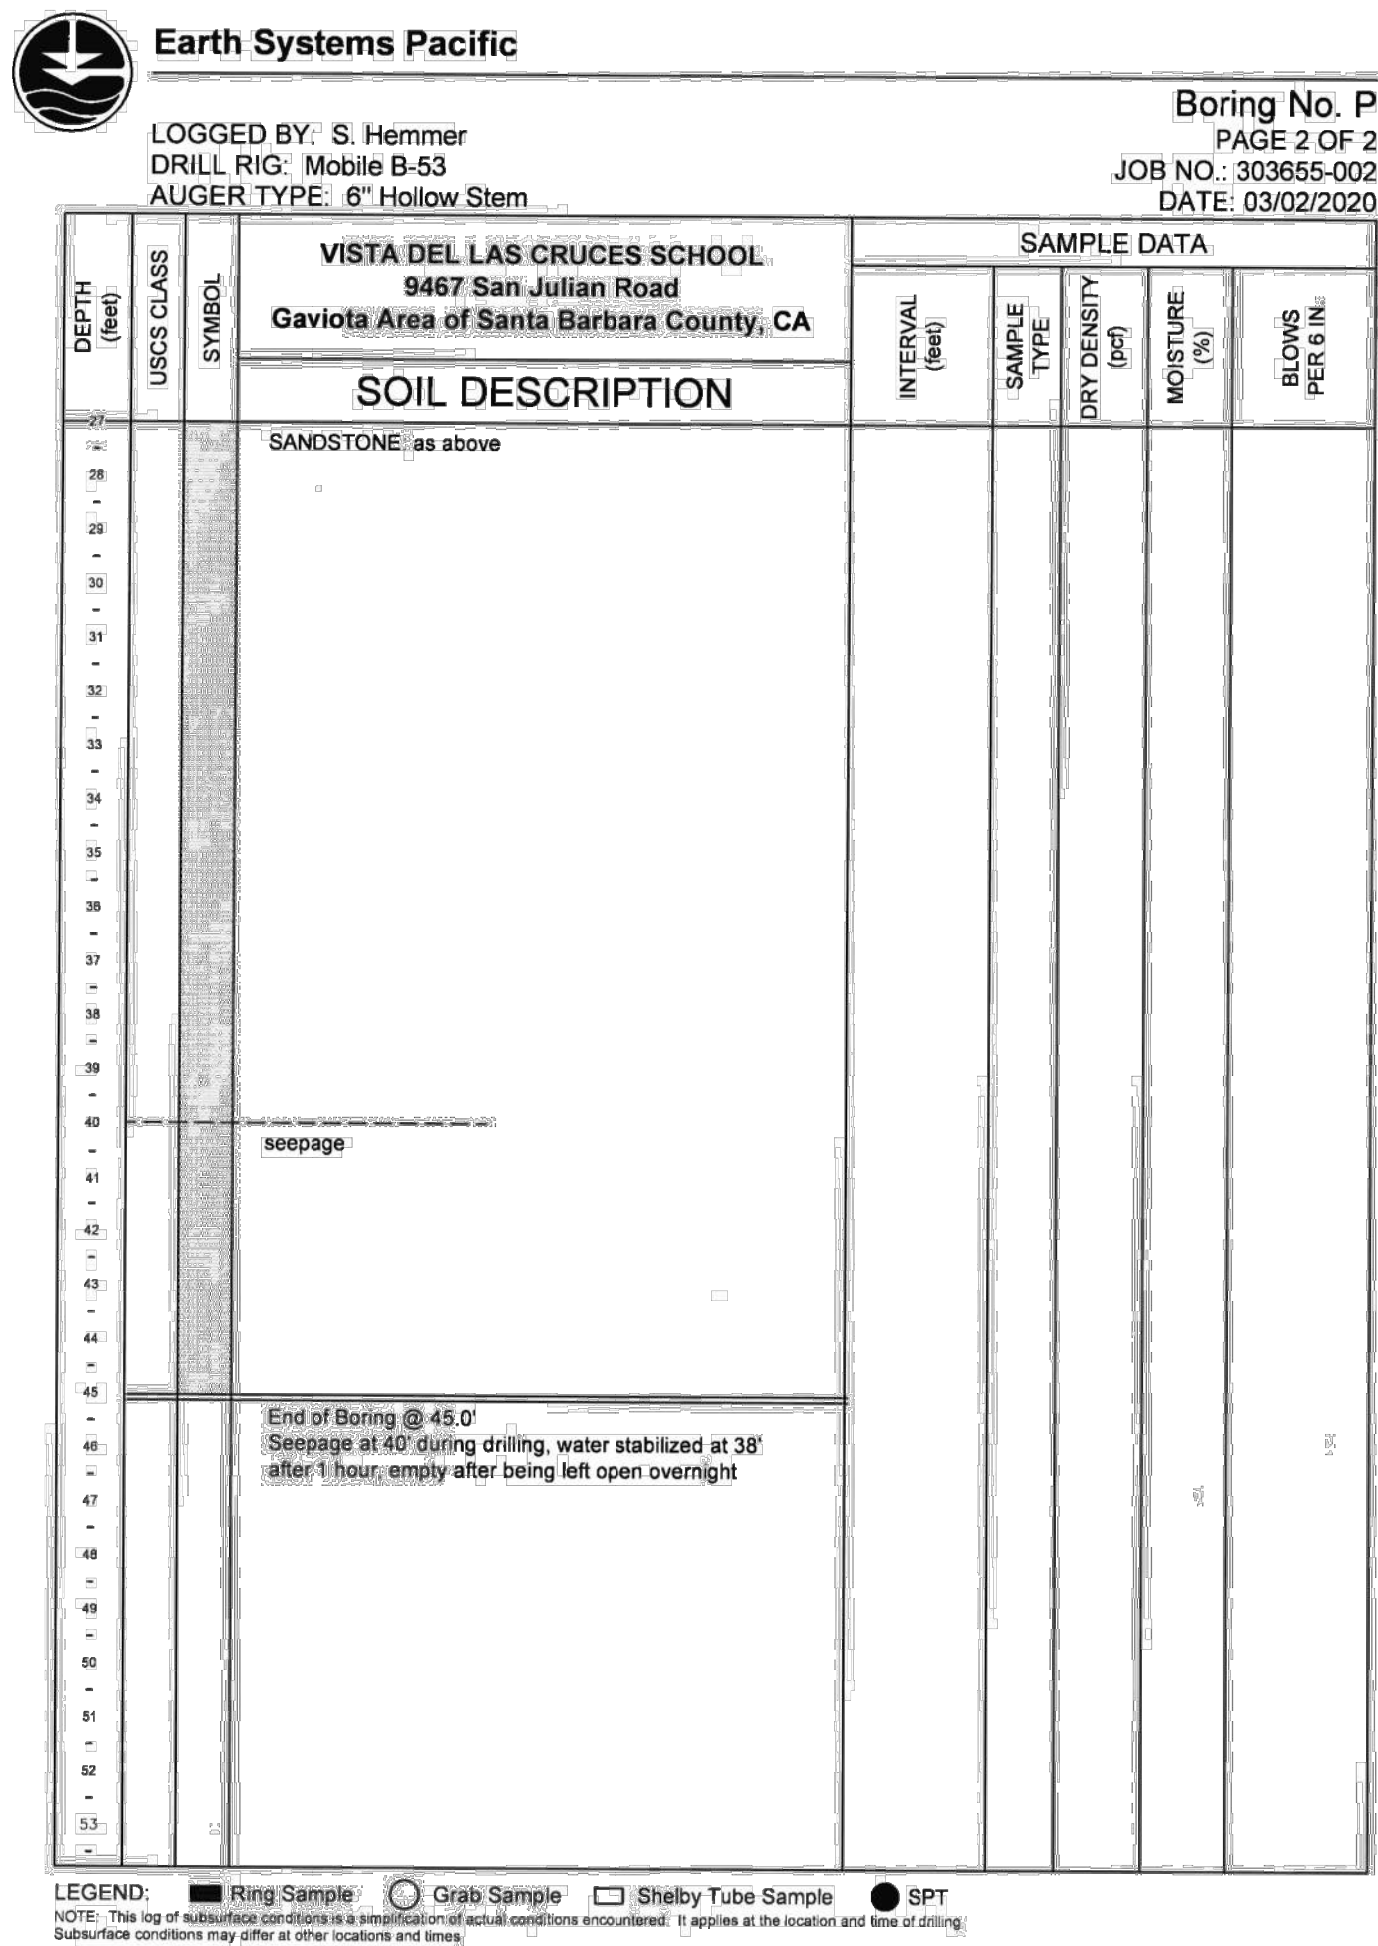 Earth Systems Pacific
Boring No. P
PAGE 2 OF 2
JOB NO.: 303655-002
DATE: 03/02/2020
LOGGED BY: S. Hemmer
DRILL RIG: Mobile B-53
AUGER TYPE: 6" Hollow Stem
DEPTH
(feet)
USCS CLASS
SYMBOL
VISTA DEL LAS CRUCES SCHOOL
9467 San Julian Road
Gaviota Area of Santa Barbara County, CA
SOIL DESCRIPTION
SAMPLE DATA
INTERVAL
(feet)
SAMPLE
TYPE
DRY DENSITY
(pcf)
MOISTURE
(%)
BLOWS
PER 6 IN.
27
-
SANDSTONE as above
28
-
29
-
30
-
31
-
32
-
33
-
34
-
35
-
36
-
37
-
38
-
39
-
40
-
seepage
41
-
42
-
43
-
44
-
45
-
End of Boring @ 45.0'
46
Seepage at 40' during drilling, water stabilized at 38'
-
after 1 hour, empty after being left open overnight
47
-
48
-
49
-
50
-
51
-
52
-
53
-
LEGEND: Ring Sample Grab Sample Shelby Tube Sample SPT
NOTE: This log of subsurface conditions is a simplification of actual conditions encountered. It applies at the location and time of drilling.
Subsurface conditions may differ at other locations and times.